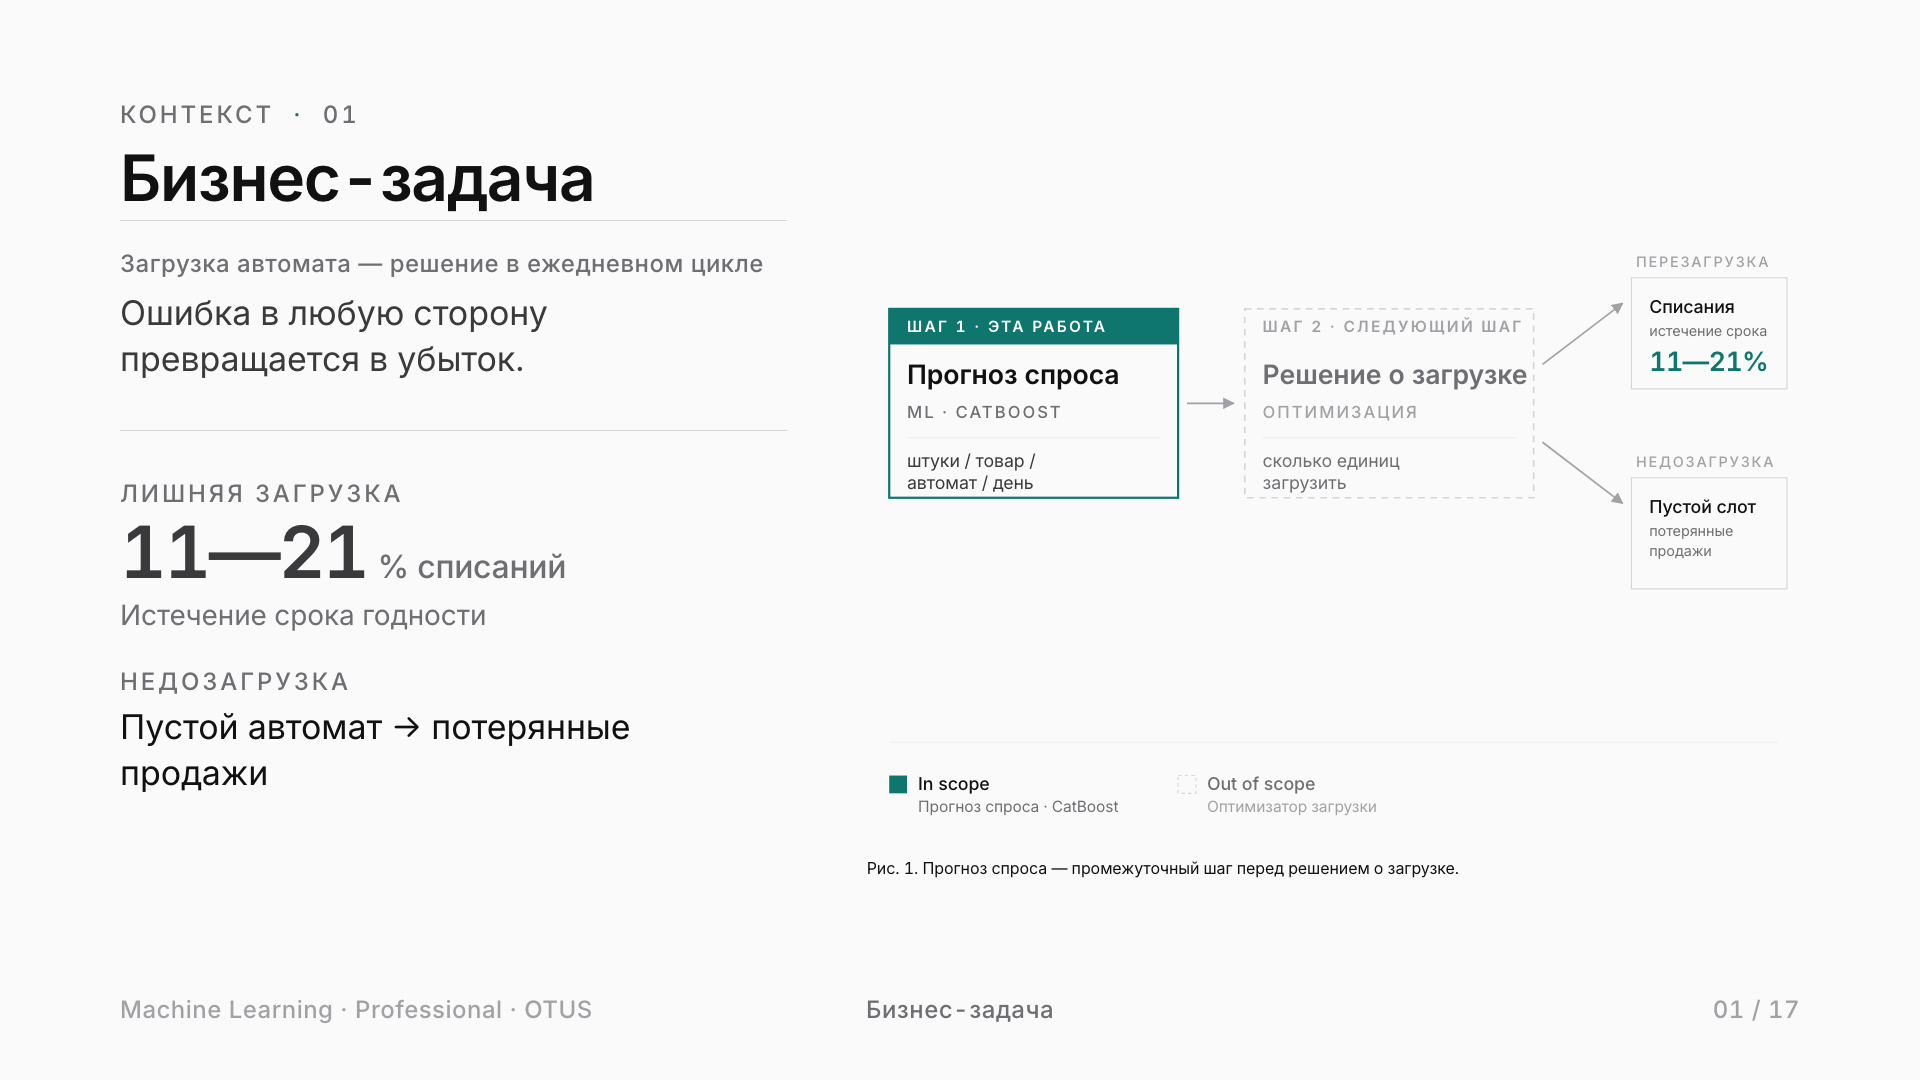 КОНТЕКСТ · 01
Бизнес-задача
Загрузка автомата — решение в ежедневном цикле
Ошибка в любую сторону
превращается в убыток.
ЛИШНЯЯ ЗАГРУЗКА
11—21 % списаний
Истечение срока годности
НЕДОЗАГРУЗКА
Пустой автомат → потерянные
продажи
ШАГ 1 · ЭТА РАБОТА
Прогноз спроса
ML · CATBOOST
штуки / товар /
автомат / день
ШАГ 2 · СЛЕДУЮЩИЙ ШАГ
Решение о загрузке
ОПТИМИЗАЦИЯ
сколько единиц
загрузить
ПЕРЕЗАГРУЗКА
Списания
истечение срока
11—21%
НЕДОЗАГРУЗКА
Пустой слот
потерянные
продажи
In scope
Прогноз спроса · CatBoost
Out of scope
Оптимизатор загрузки
Рис. 1. Прогноз спроса — промежуточный шаг перед решением о загрузке.
Machine Learning · Professional · OTUS
Бизнес-задача
01 / 17